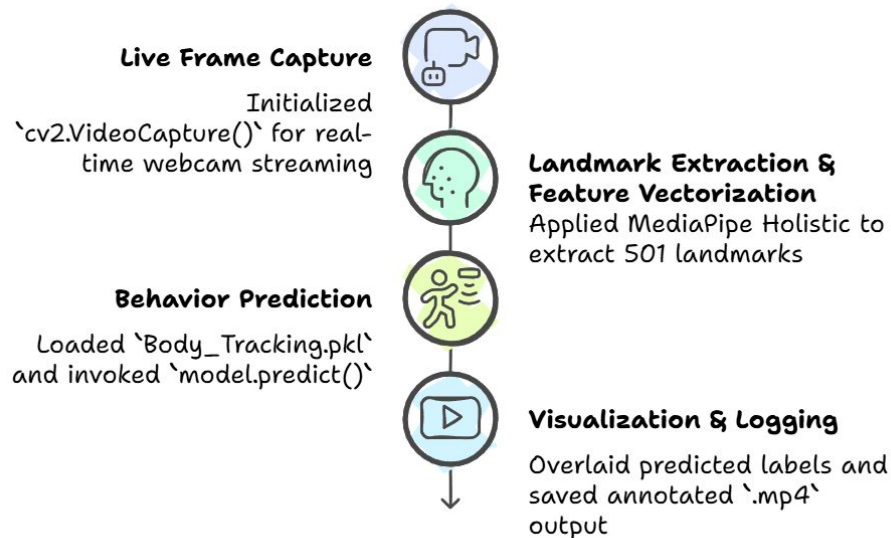 Live Frame Capture
Initialized
`cv2.VideoCapture()` for real-
time webcam streaming
Landmark Extraction &
Feature Vectorization
Applied MediaPipe Holistic to
extract 501 landmarks
Behavior Prediction
Loaded `Body_Tracking.pkl`
and invoked `model.predict()`
Visualization & Logging
Overlaid predicted labels and
saved annotated `.mp4`
output